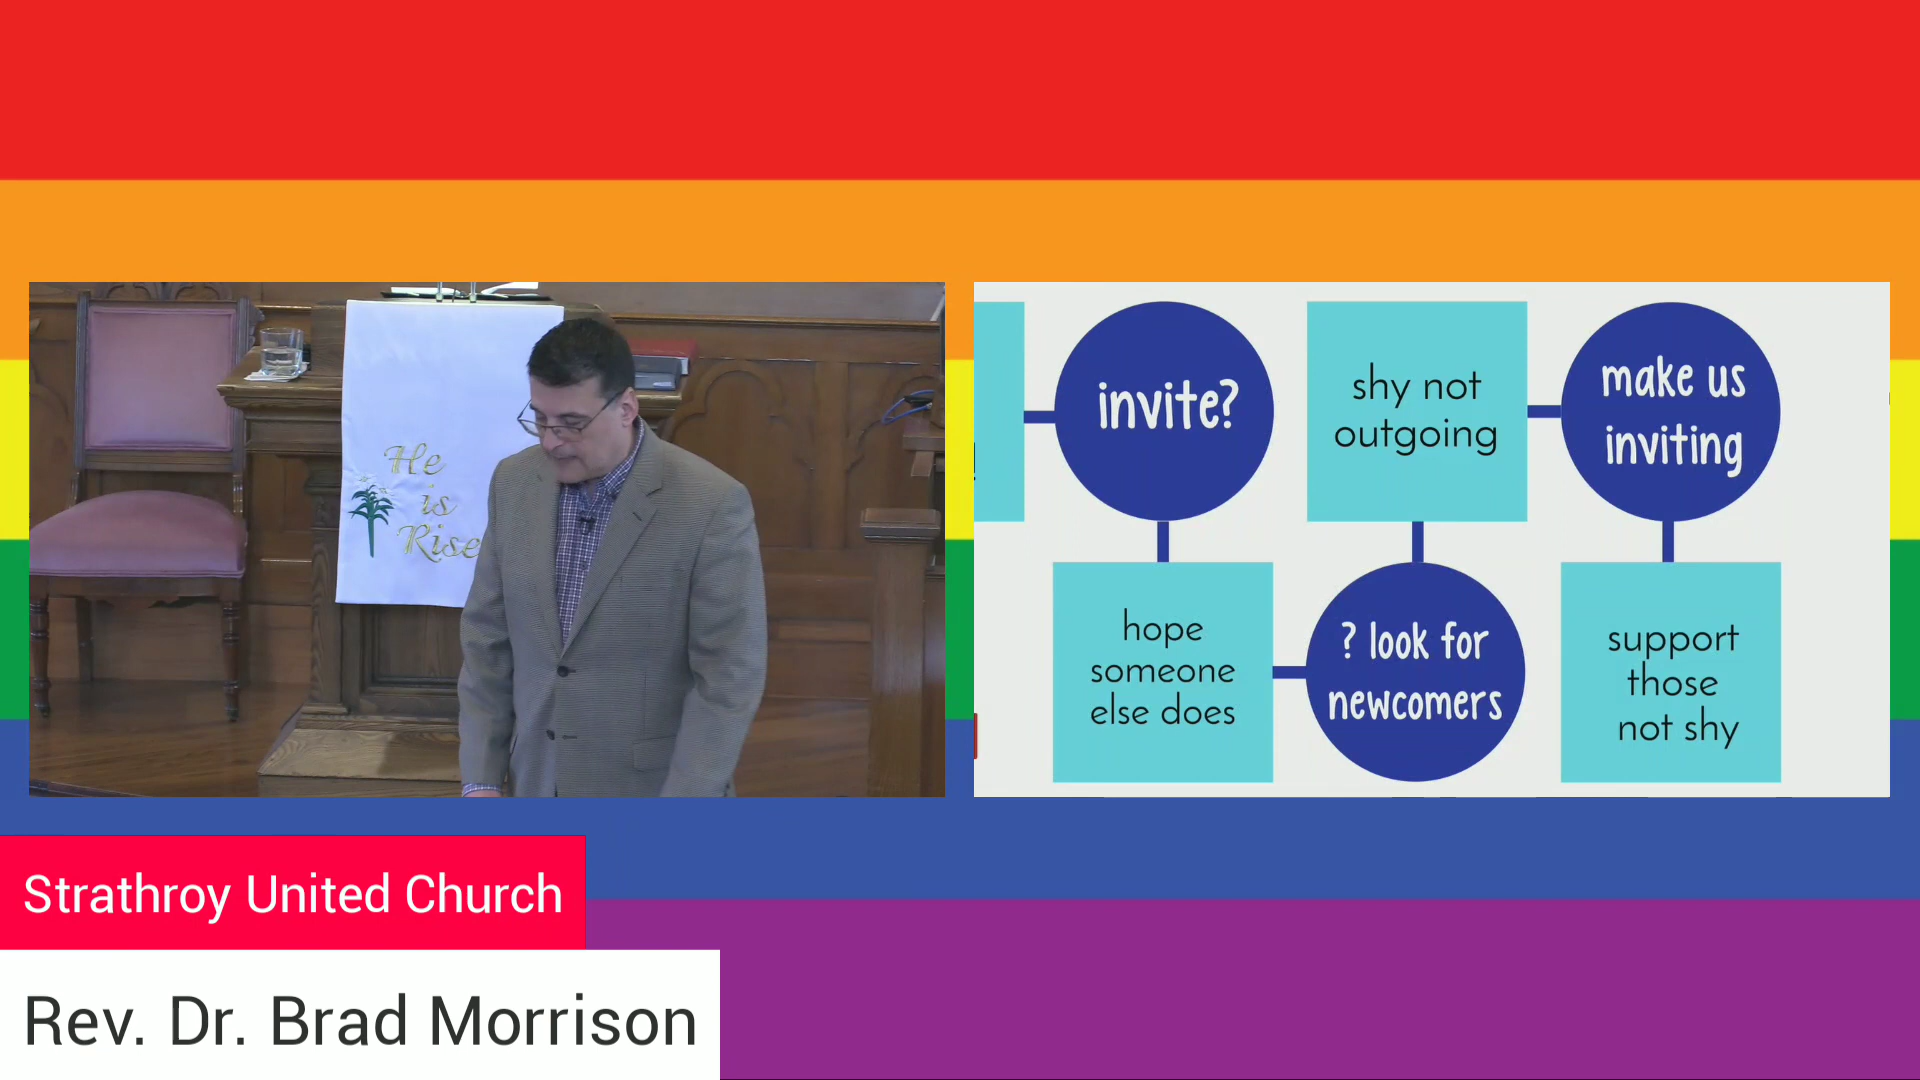 He
is
Rise
invite?
shy not
outgoing
make us
inviting
hope
someone
else does
? look for
newcomers
support
those
not shy
Strathroy United Church
Rev. Dr. Brad Morrison